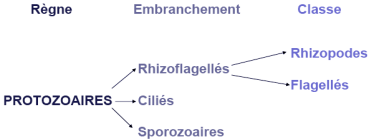 Règne Embranchement Classe
Rhizopodes
Rhizoflagellés
Flagellés
PROTOZOAIRES Ciliés
Sporozoaires